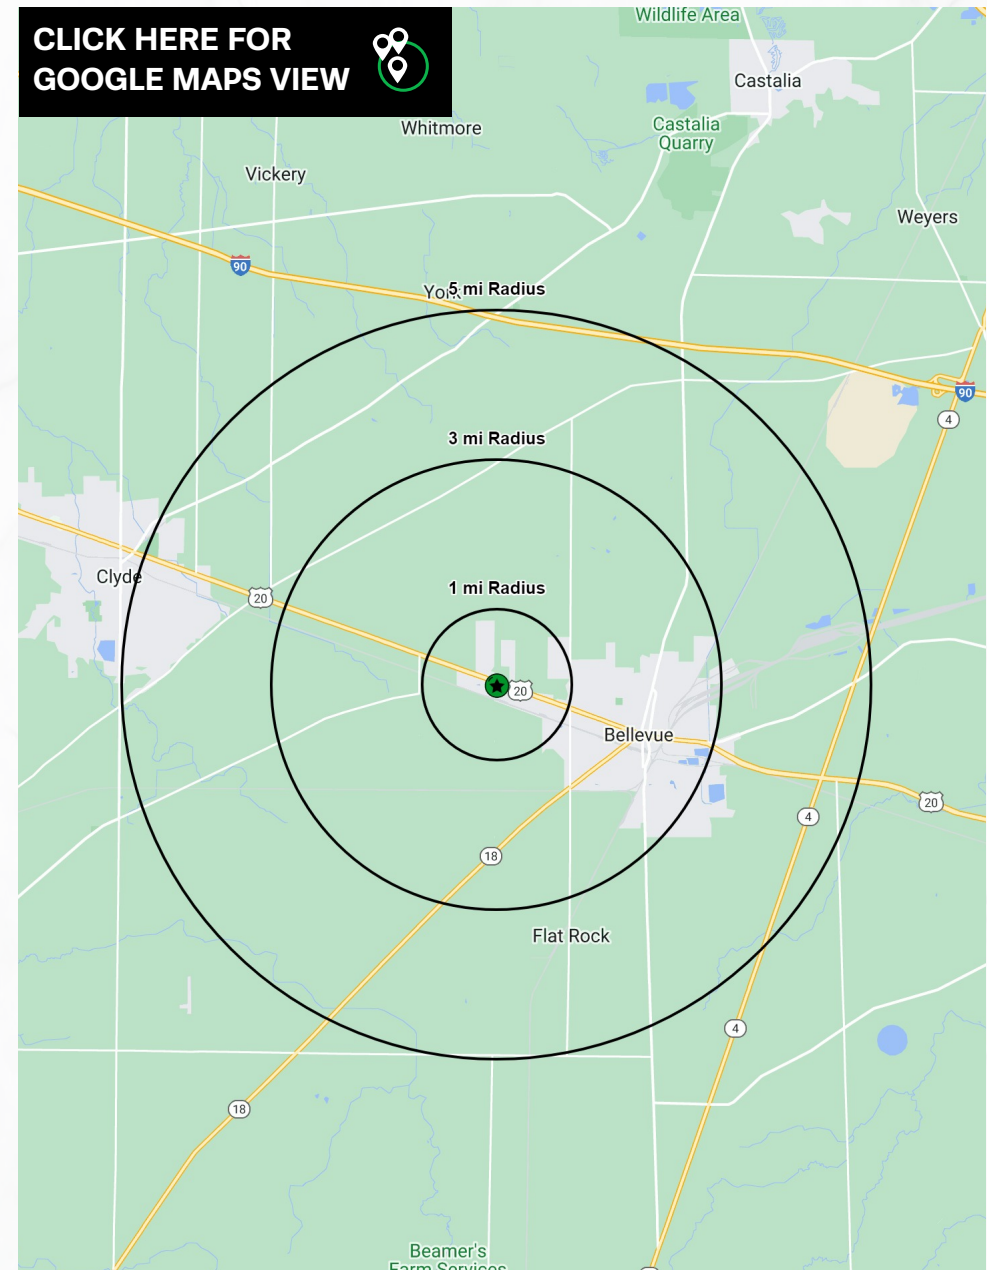 CLICK HERE FOR
GOOGLE MAPS VIEW
Wildlife Area
Castalia
Whitmore
Castalia
Quarry
Vickery
Weyers
90
York
5 mi Radius
90
4
3 mi Radius
Clyde
20
1 mi Radius
20
Bellevue
20
4
18
Flat Rock
4
18
Beamer's
Farm Services